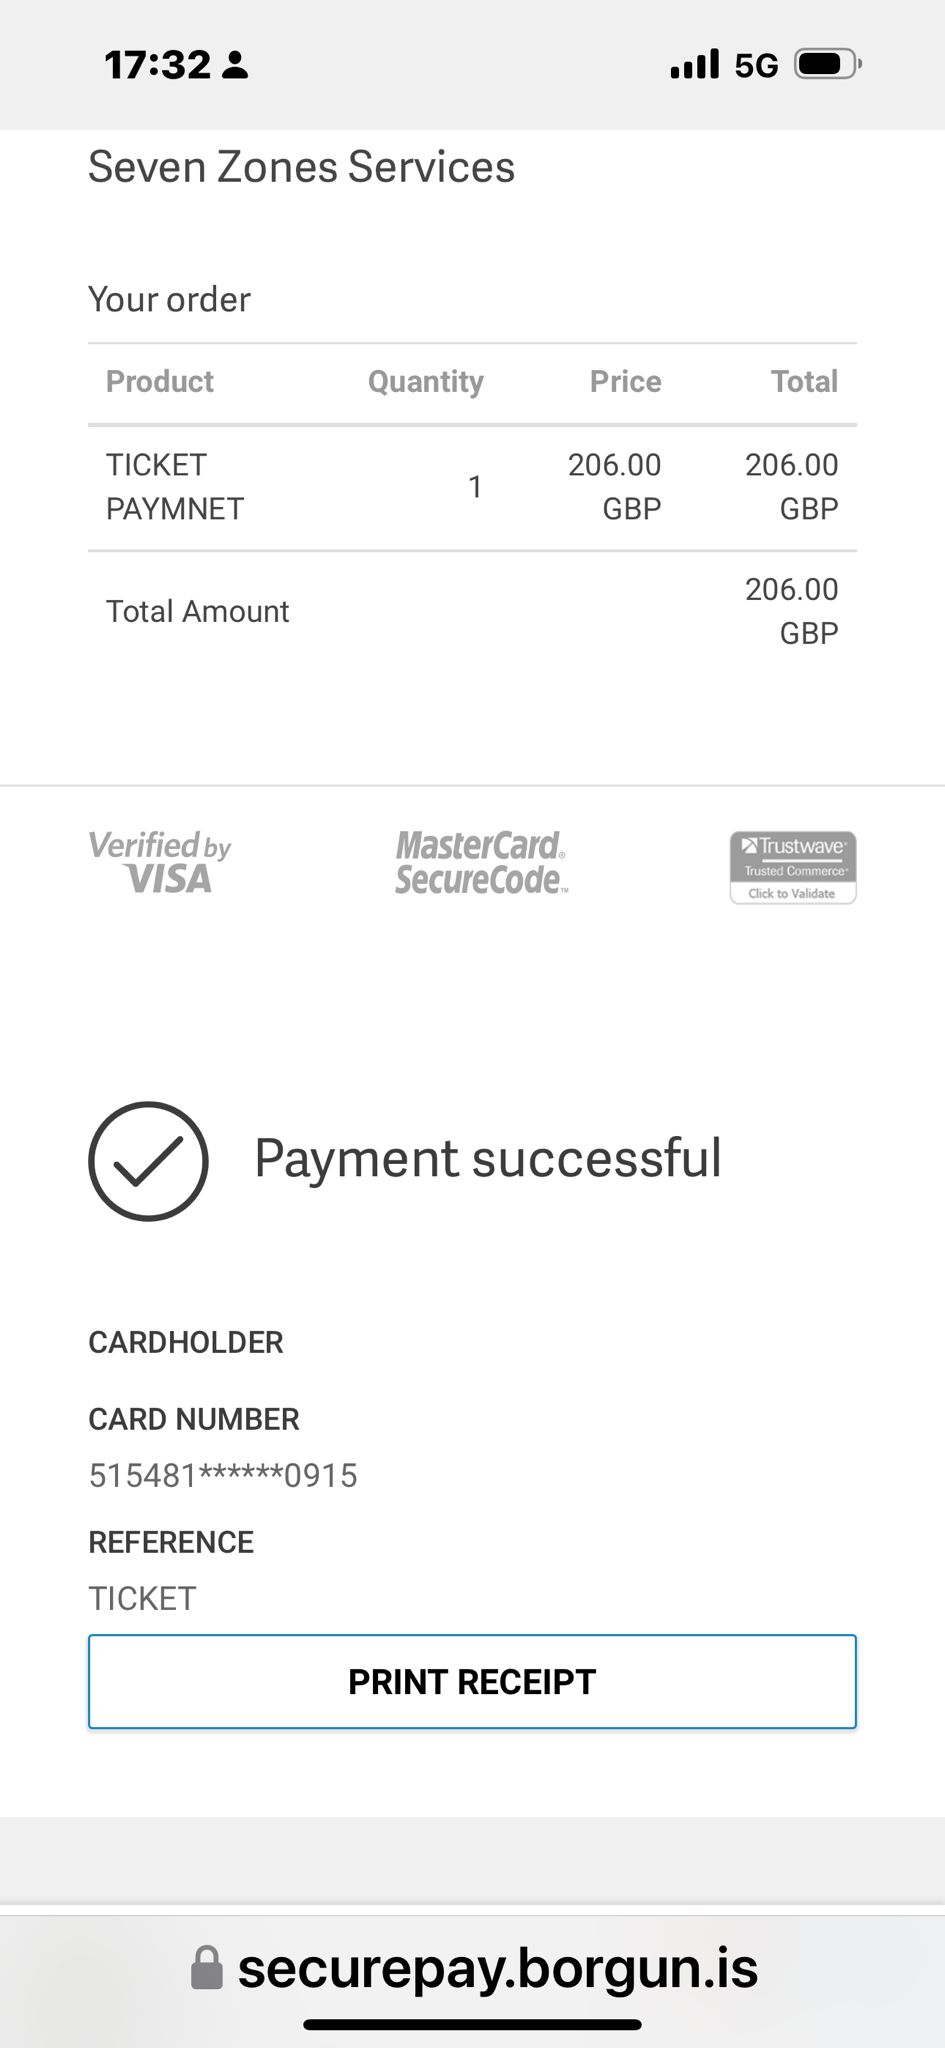 17:32 5G
Seven Zones Services
Your order
Product Quantity Price Total
TICKET PAYMNET 1 206.00 GBP 206.00 GBP
Total Amount 206.00 GBP
Verified by VISA
MasterCard® SecureCode™
Trustwave®
Trusted Commerce®
Click to Validate
Payment successful
CARDHOLDER
CARD NUMBER
515481******0915
REFERENCE
TICKET
PRINT RECEIPT
securepay.borgun.is